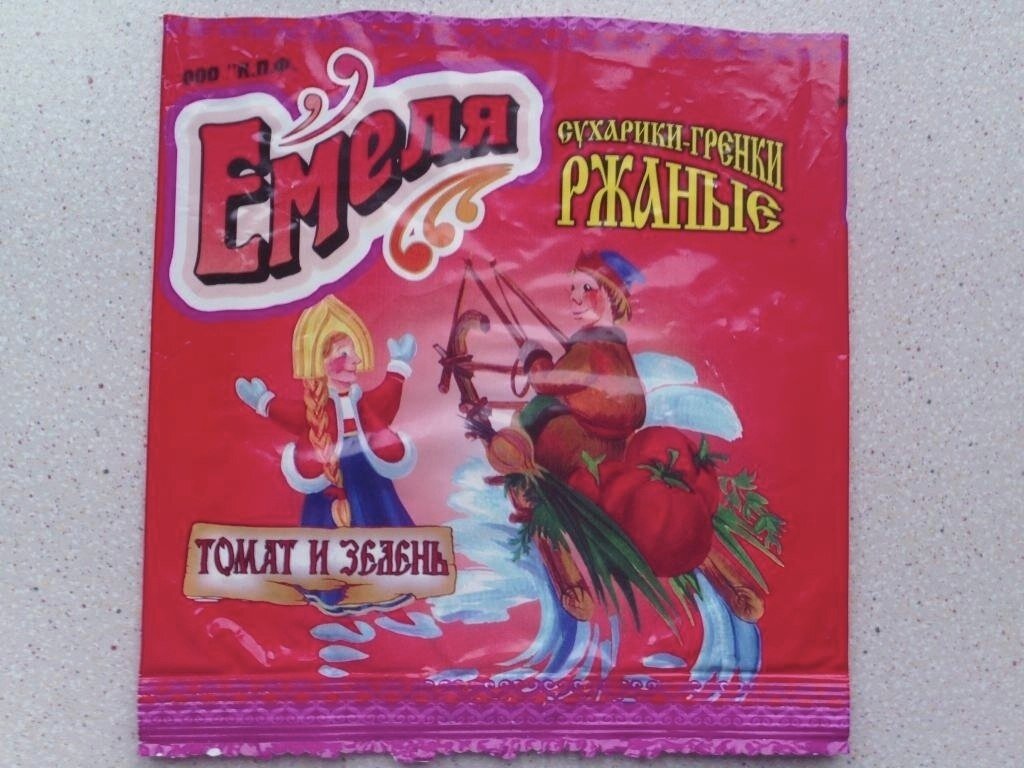 ООО "К.П.Ф.
Емеля
СУХАРИКИ-ГРЕНКИ
РЖАНЫЕ
ТОМАТ И ЗЕЛЕНЬ